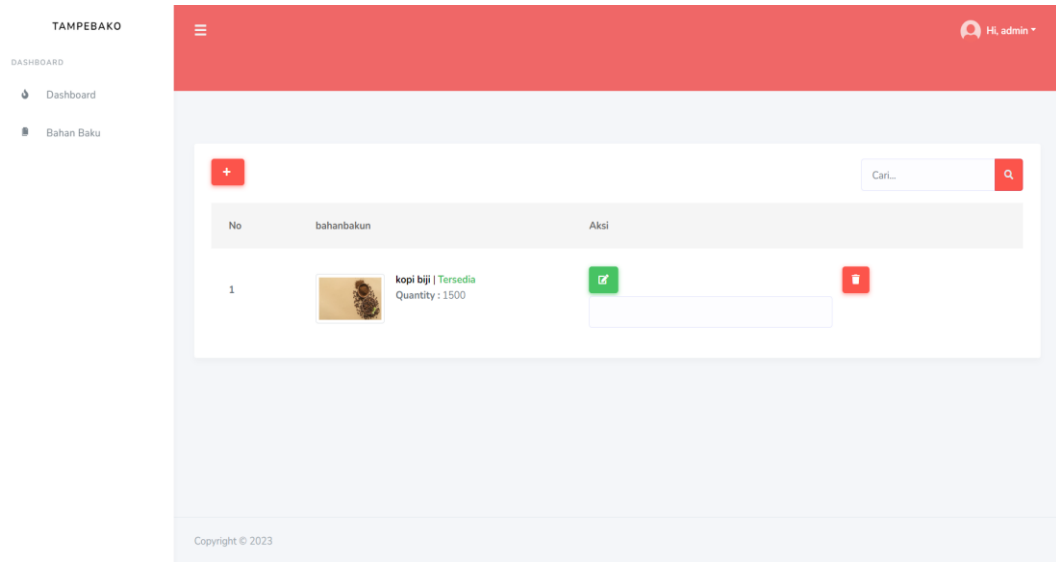 TAMPEBAKO
Hi, admin
DASHBOARD
Dashboard
Bahan Baku
+
Cari...
No bahanbakun Aksi
1
kopi biji | Tersedia
Quantity : 1500
Copyright © 2023